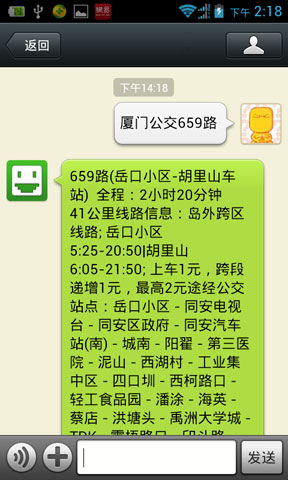 下午 2:18
返回
下午14:18
厦门公交659路
659路(岳口小区-胡里山车
站) 全程：2小时20分钟
41公里线路信息：岛外跨区
线路; 岳口小区
5:25-20:50|胡里山
6:05-21:50; 上车1元，跨段
递增1元，最高2元途经公交
站点：岳口小区 - 同安电视
台 - 同安区政府 - 同安汽车
站(南) - 城南 - 阳翟 - 第三医
院 - 泥山 - 西湖村 - 工业集
中区 - 四口圳 - 西柯路口 -
轻工食品园 - 潘涂 - 海英 -
蔡店 - 洪塘头 - 禹洲大学城 -
发送